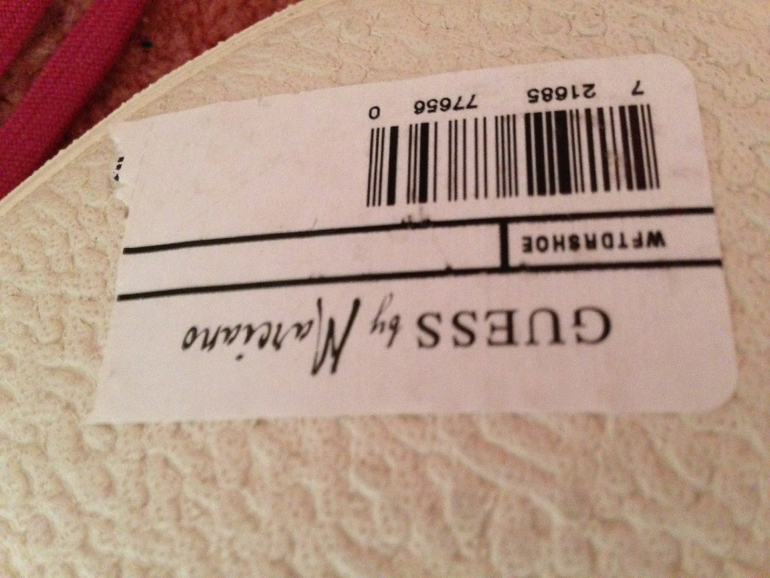 GUESS by Marciano
WFTDRSHOE
7 21685 77656 0